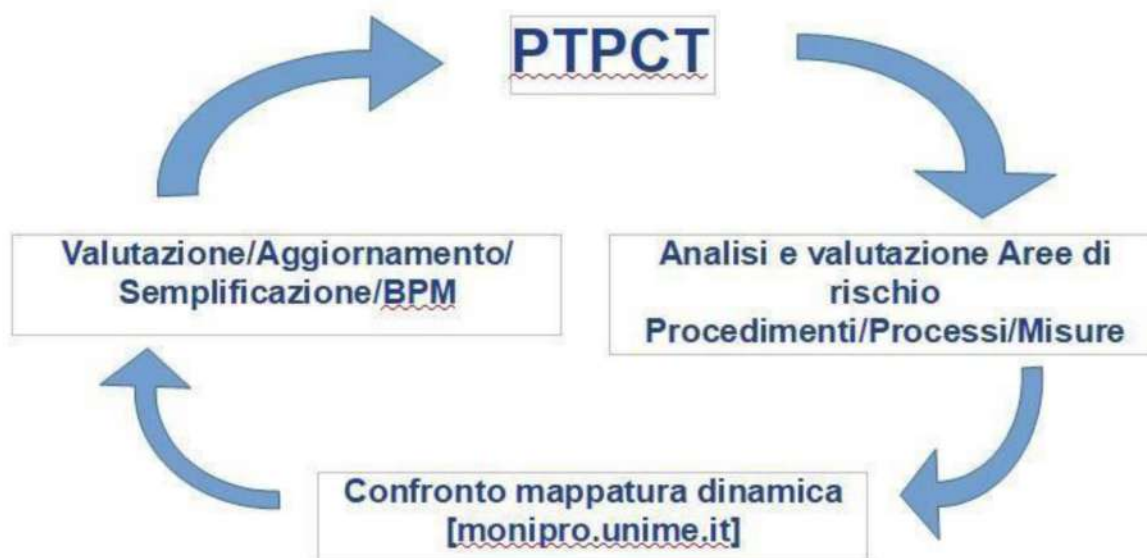 PTPCT
Analisi e valutazione Aree di
rischio
Procedimenti/Processi/Misure
Confronto mappatura dinamica
[monipro.unime.it]
Valutazione/Aggiornamento/
Semplificazione/BPM